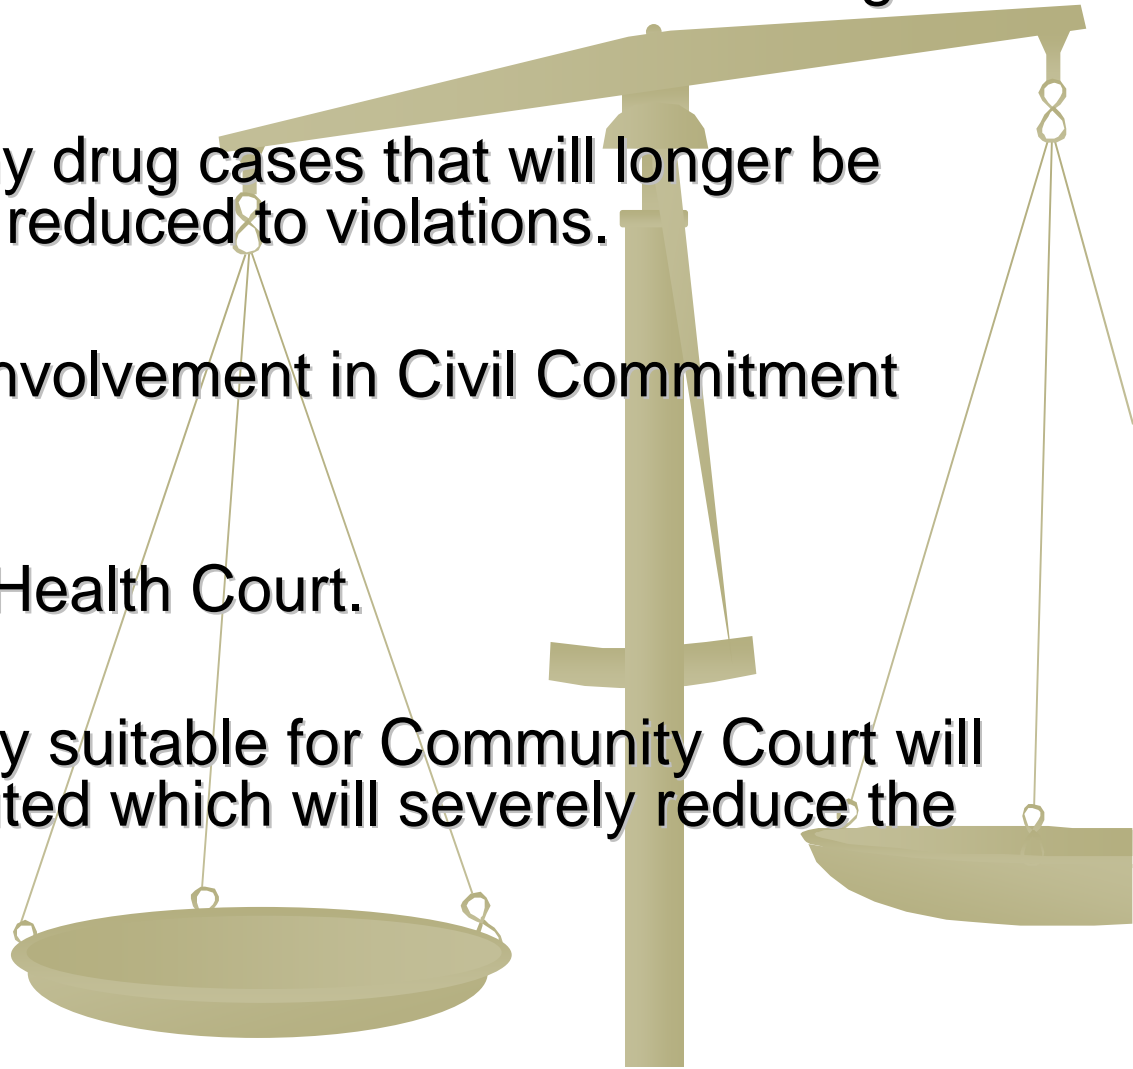 y drug cases that will longer be
reduced to violations.
nvolvement in Civil Commitment
Health Court.
y suitable for Community Court will
ted which will severely reduce the